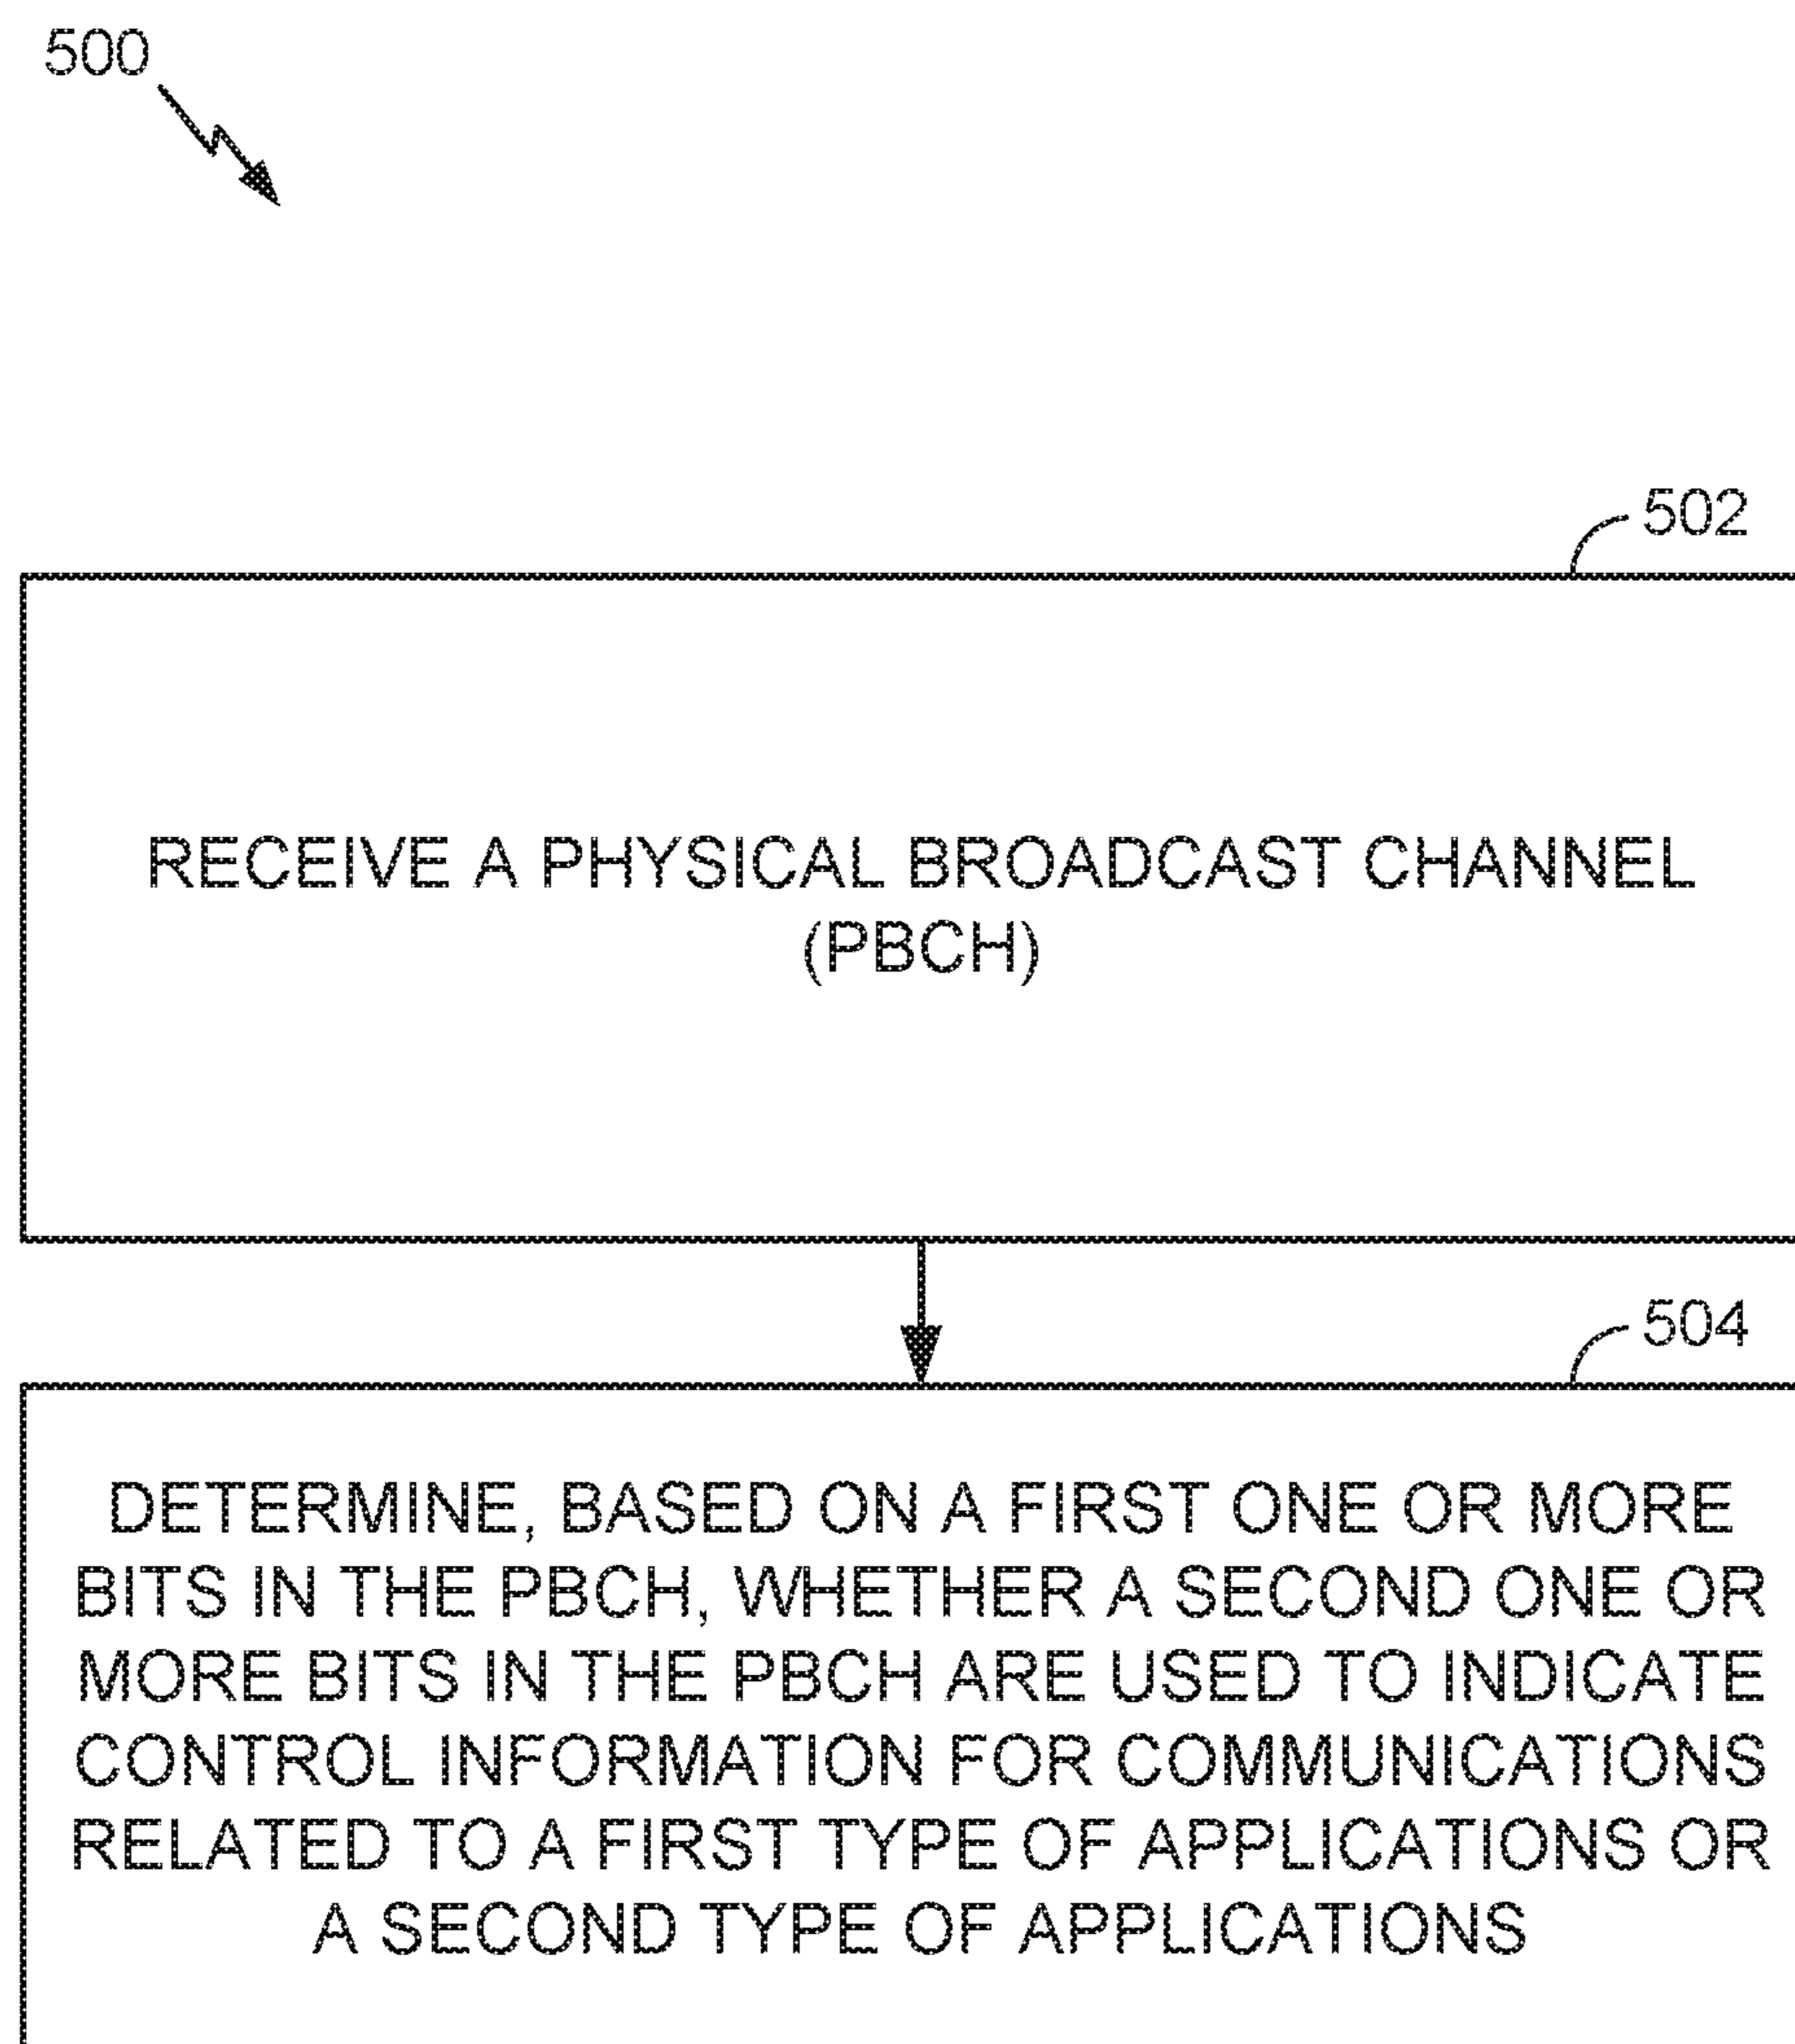 500
502
RECEIVE A PHYSICAL BROADCAST CHANNEL
(PBCH)
504
DETERMINE, BASED ON A FIRST ONE OR MORE
BITS IN THE PBCH, WHETHER A SECOND ONE OR
MORE BITS IN THE PBCH ARE USED TO INDICATE
CONTROL INFORMATION FOR COMMUNICATIONS
RELATED TO A FIRST TYPE OF APPLICATIONS OR
A SECOND TYPE OF APPLICATIONS